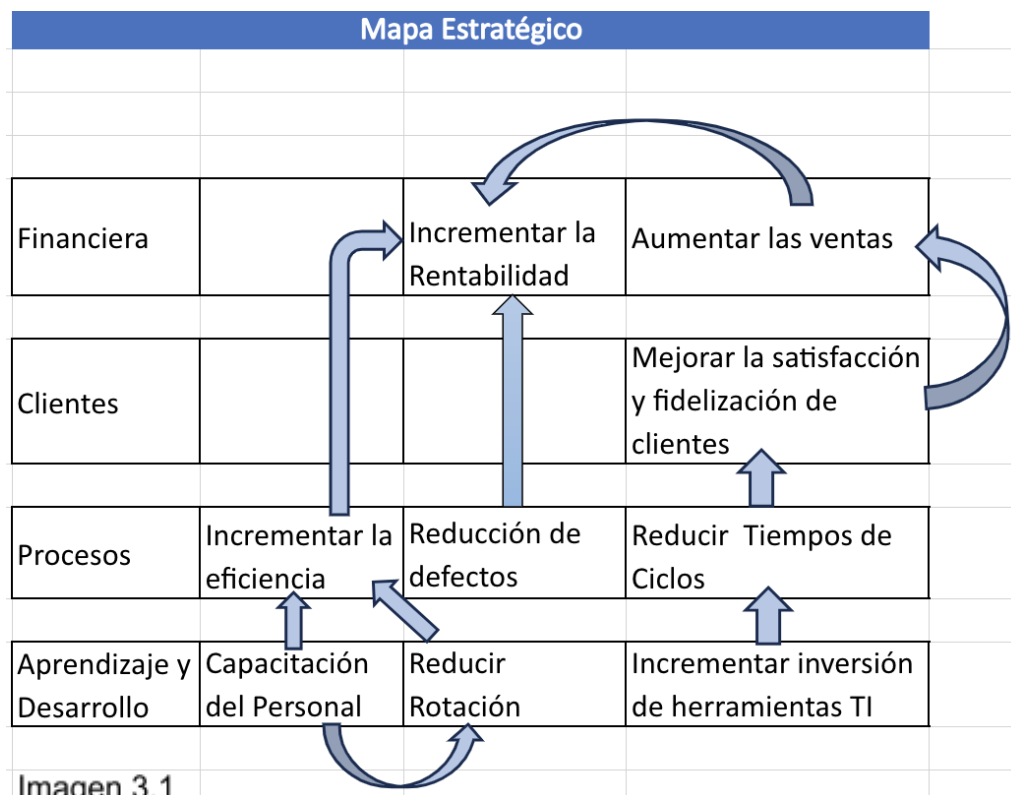 Mapa Estratégico
Financiera
Incrementar la
Rentabilidad
Aumentar las ventas
Clientes
Mejorar la satisfacción
y fidelización de
clientes
Procesos
Incrementar la
eficiencia
Reducción de
defectos
Reducir  Tiempos de
Ciclos
Aprendizaje y
Desarrollo
Capacitación
del Personal
Reducir
Rotación
Incrementar inversión
de herramientas TI
Imagen 3.1